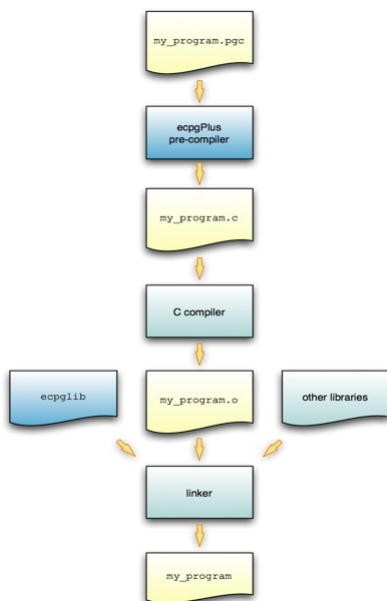 my_program.pgc
ecpgPlus
pre-compiler
my_program.c
C compiler
ecpglib
my_program.o
other libraries
linker
my_program